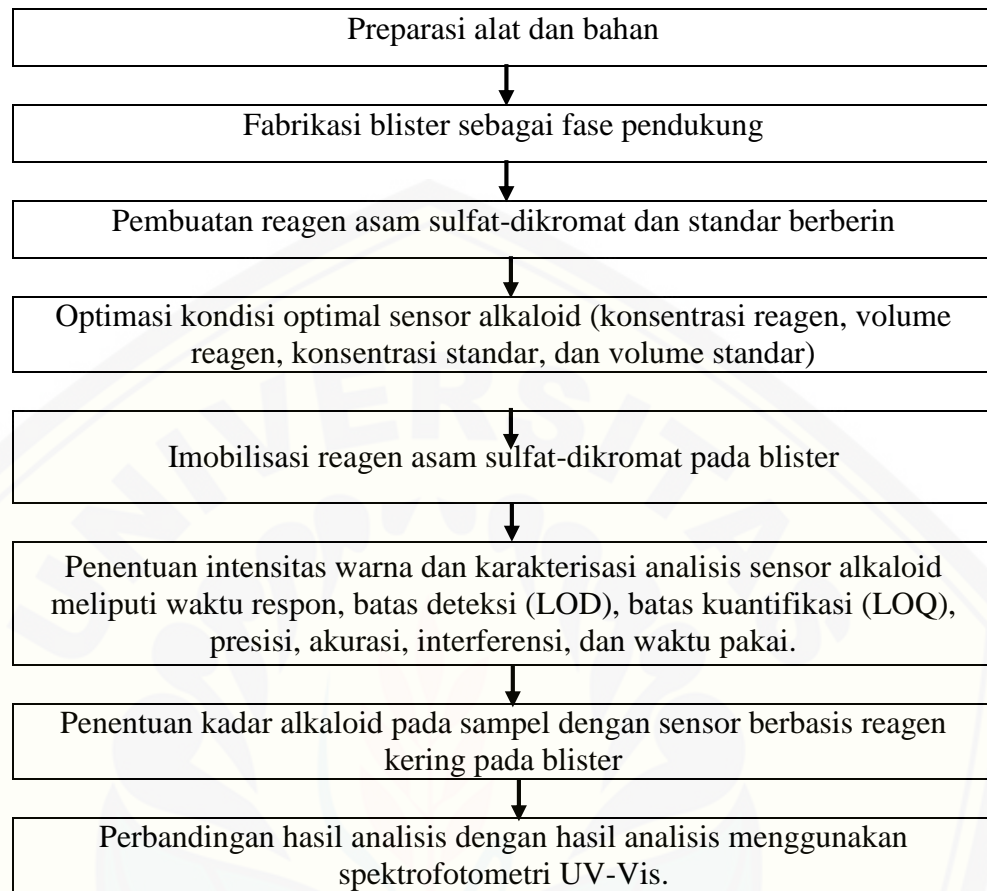 Preparasi alat dan bahan
Fabrikasi blister sebagai fase pendukung
Pembuatan reagen asam sulfat-dikromat dan standar berberin
Optimasi kondisi optimal sensor alkaloid (konsentrasi reagen, volume
reagen, konsentrasi standar, dan volume standar)
Imobilisasi reagen asam sulfat-dikromat pada blister
Penentuan intensitas warna dan karakterisasi analisis sensor alkaloid
meliputi waktu respon, batas deteksi (LOD), batas kuantifikasi (LOQ),
presisi, akurasi, interferensi, dan waktu pakai.
Penentuan kadar alkaloid pada sampel dengan sensor berbasis reagen
kering pada blister
Perbandingan hasil analisis dengan hasil analisis menggunakan
spektrofotometri UV-Vis.
UNIVERSITAS